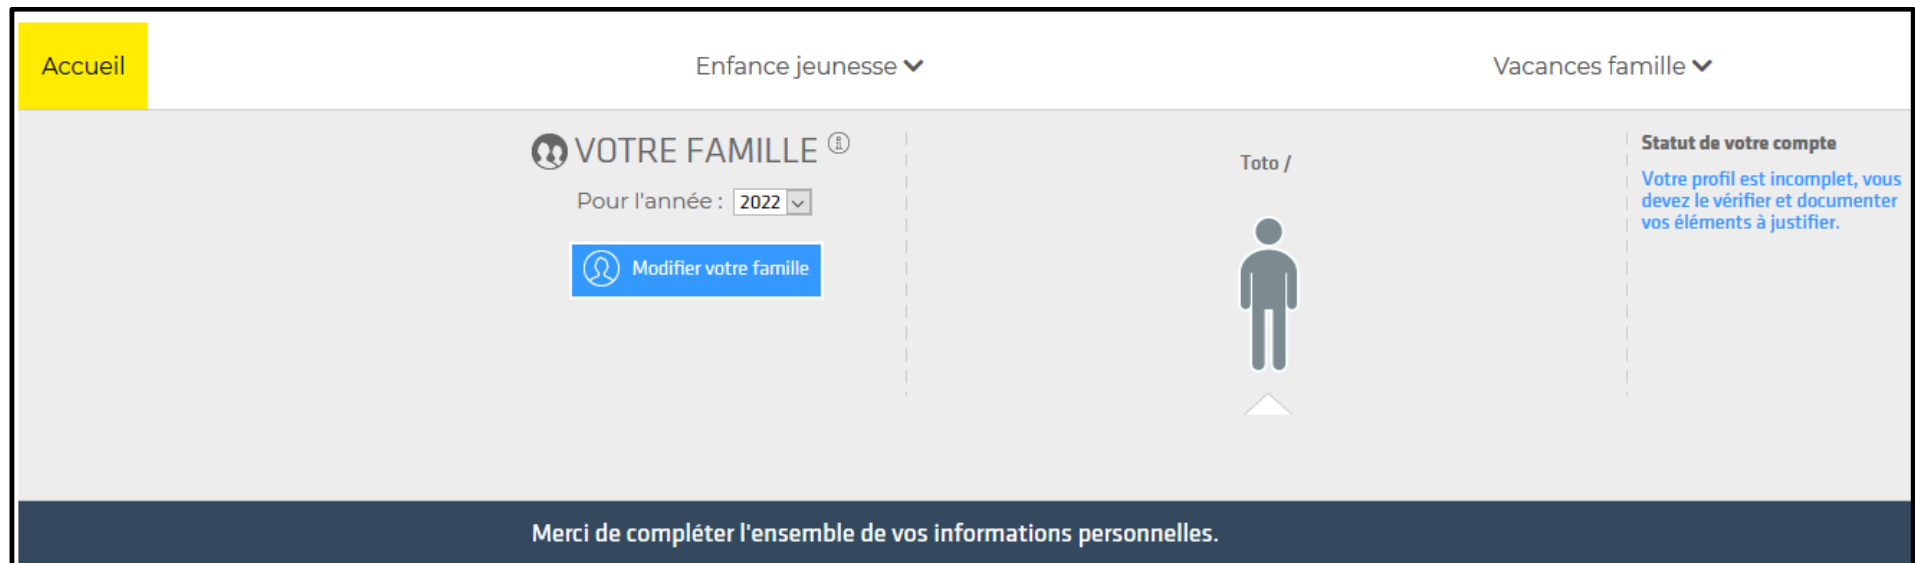 Accueil
Enfance jeunesse
Vacances famille
VOTRE FAMILLE
Pour l'année : 2022
Modifier votre famille
Toto /
Statut de votre compte
Votre profil est incomplet, vous
devez le vérifier et documenter
vos éléments à justifier.
Merci de compléter l'ensemble de vos informations personnelles.